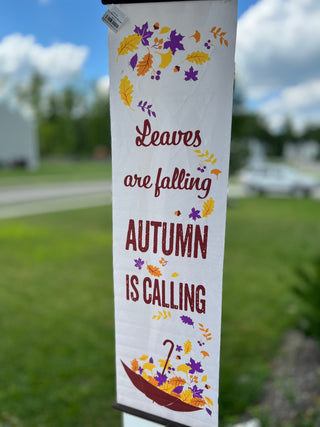 Leaves
are falling
AUTUMN
IS CALLING